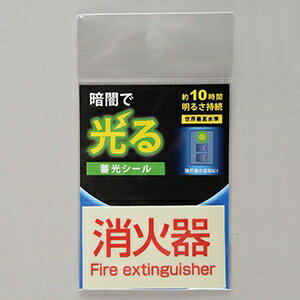 暗闇で
光る
蓄光シール
約10時間
明るさ持続
世界最高水準
消火器
Fire extinguisher